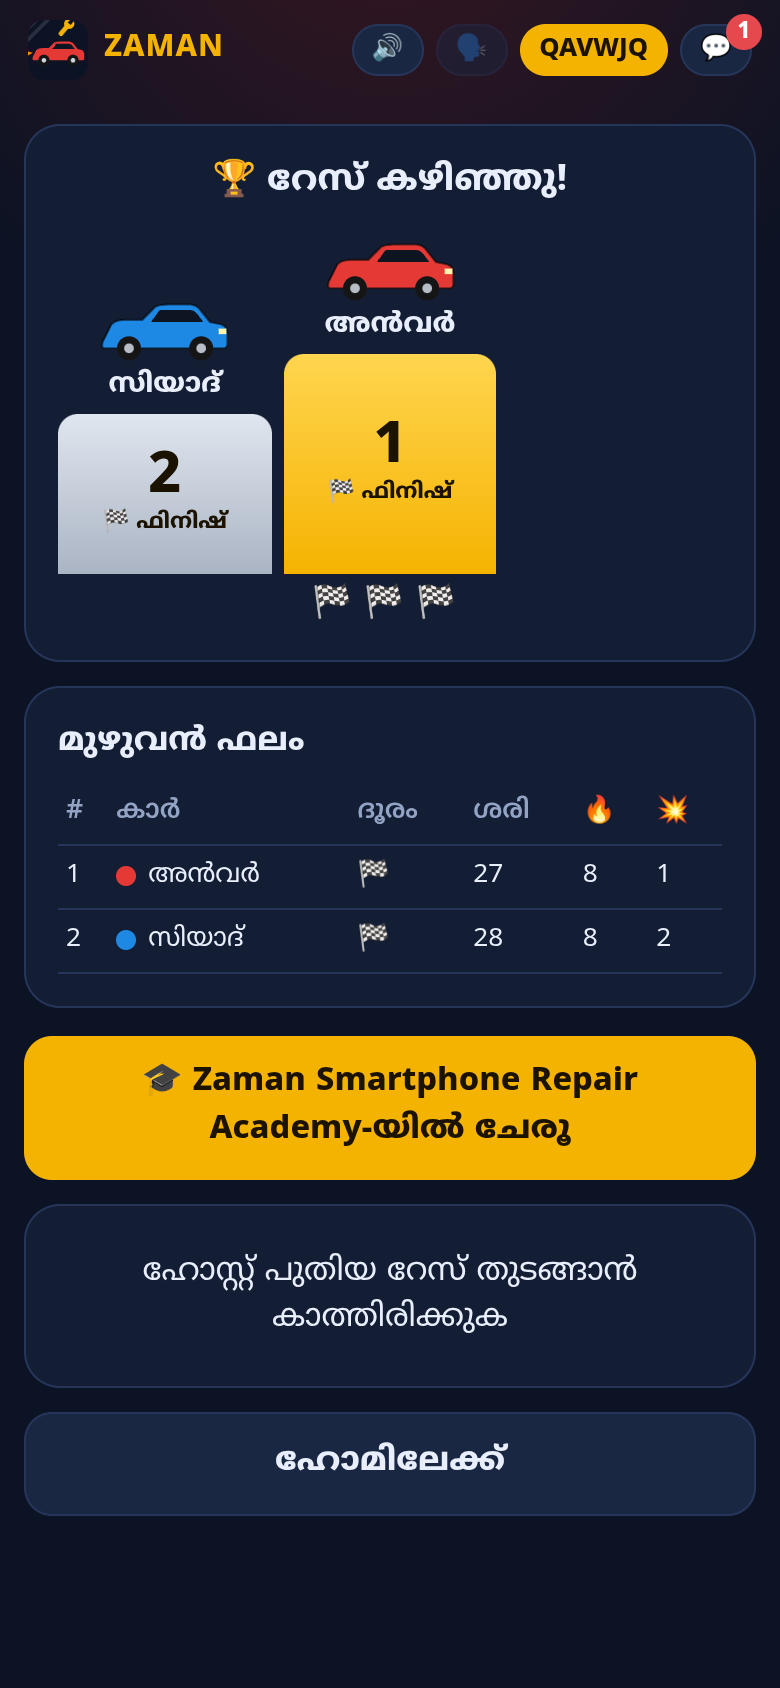 ZAMAN
QAVWJQ
1
റേസ് കഴിഞ്ഞു!
അൻവർ
സിയാദ്
1
ഫിനിഷ്
2
ഫിനിഷ്
മുഴുവൻ ഫലം
# കാർ ദൂരം ശരി
1 അൻവർ 27 8 1
2 സിയാദ് 28 8 2
Zaman Smartphone Repair
Academy-യിൽ ചേരൂ
ഹോസ്റ്റ് പുതിയ റേസ് തുടങ്ങാൻ
കാത്തിരിക്കുക
ഹോമിലേക്ക്